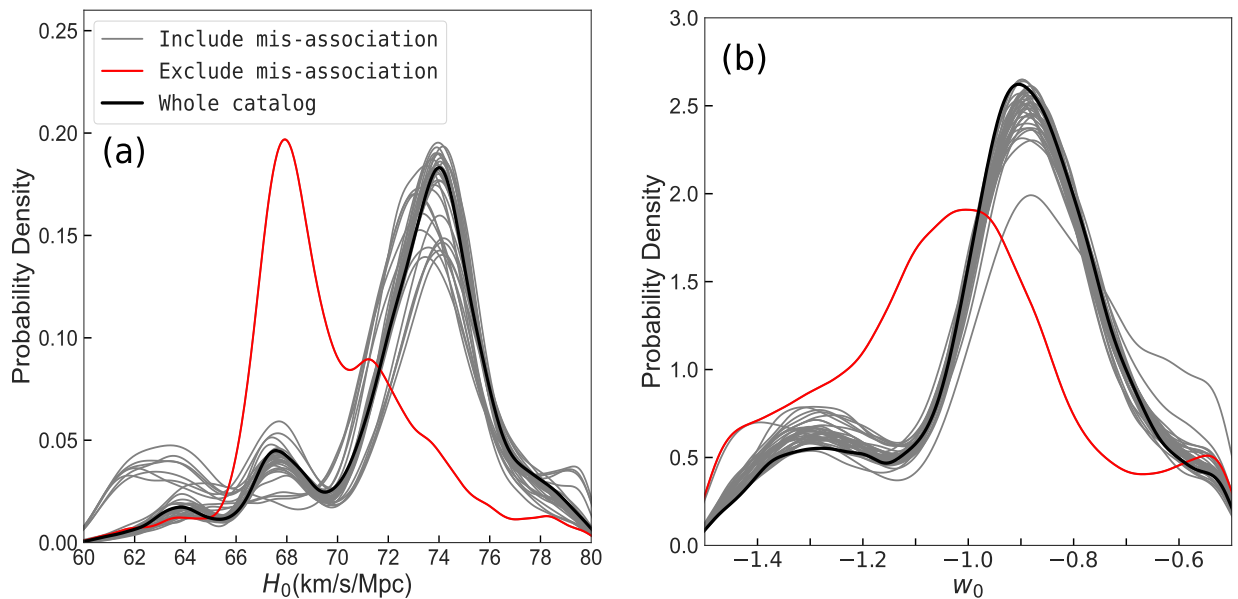 0.25
0.20
0.15
0.10
0.05
0.00
Probability Density
Include mis-association
Exclude mis-association
Whole catalog
(a)
60 62 64 66 68 70 72 74 76 78 80
H₀(km/s/Mpc)
3.0
2.5
2.0
1.5
1.0
0.5
0.0
Probability Density
(b)
−1.4 −1.2 −1.0 −0.8 −0.6
w₀